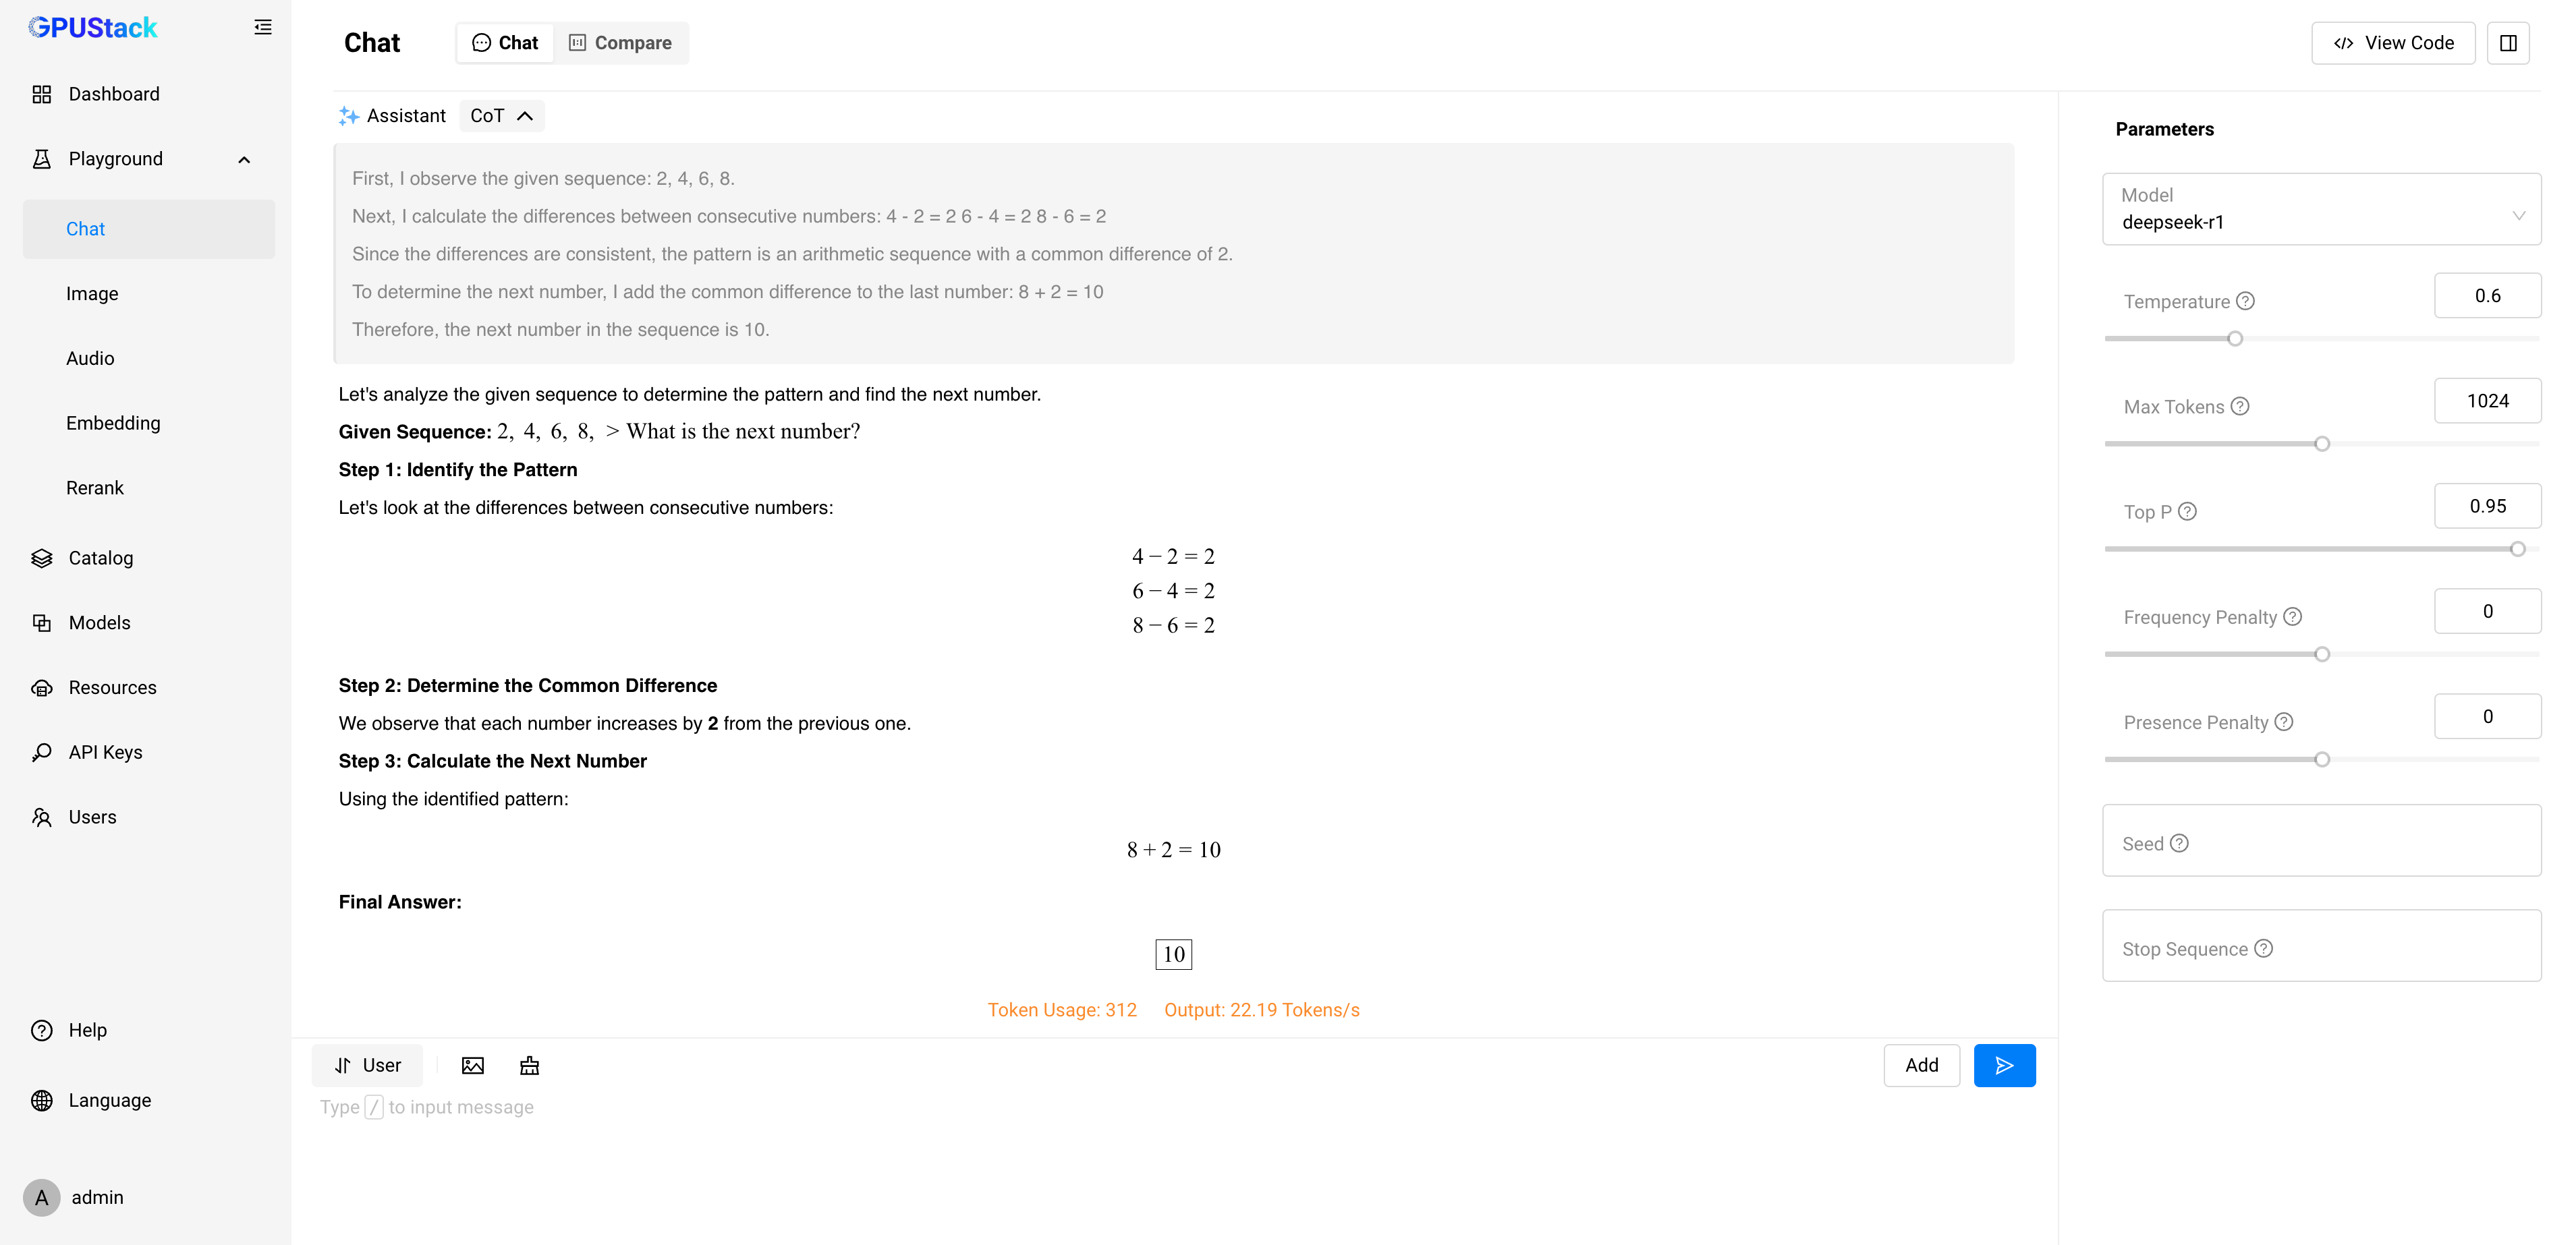 GPUStack
Dashboard
Playground
Chat
Image
Audio
Embedding
Rerank
Catalog
Models
Resources
API Keys
Users
Help
Language
A admin
Chat
Chat
Compare
View Code
Assistant CoT
First, I observe the given sequence: 2, 4, 6, 8.
Next, I calculate the differences between consecutive numbers: 4 - 2 = 2 6 - 4 = 2 8 - 6 = 2
Since the differences are consistent, the pattern is an arithmetic sequence with a common difference of 2.
To determine the next number, I add the common difference to the last number: 8 + 2 = 10
Therefore, the next number in the sequence is 10.
Let's analyze the given sequence to determine the pattern and find the next number.
Given Sequence: 2, 4, 6, 8, > What is the next number?
Step 1: Identify the Pattern
Let's look at the differences between consecutive numbers:
4 − 2 = 2
6 − 4 = 2
8 − 6 = 2
Step 2: Determine the Common Difference
We observe that each number increases by 2 from the previous one.
Step 3: Calculate the Next Number
Using the identified pattern:
8 + 2 = 10
Final Answer:
10
Token Usage: 312 Output: 22.19 Tokens/s
User
Add
Type / to input message
Parameters
Model
deepseek-r1
Temperature 0.6
Max Tokens 1024
Top P 0.95
Frequency Penalty 0
Presence Penalty 0
Seed
Stop Sequence